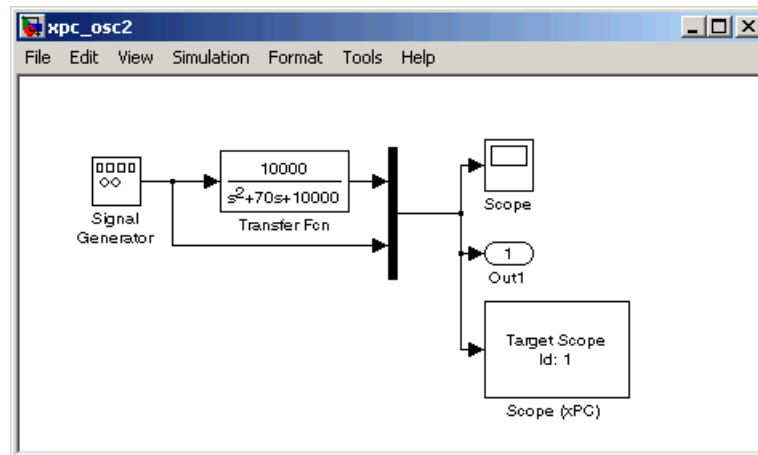 xpc_osc2
File Edit View Simulation Format Tools Help
10000
s²+70s+10000
Transfer Fcn
Signal
Generator
Scope
1
Out1
Target Scope
Id: 1
Scope (xPC)